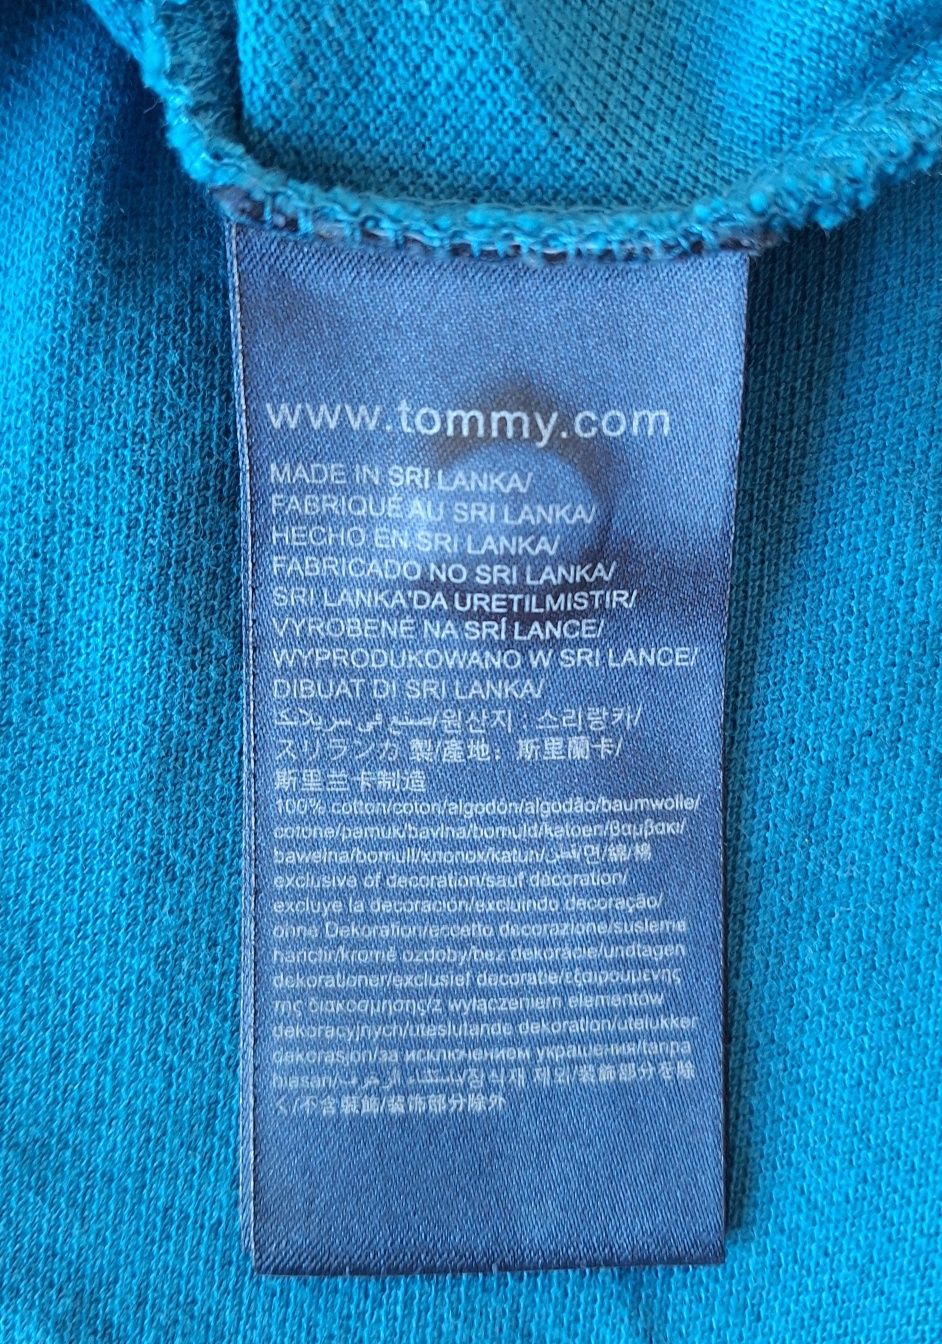 www.tommy.com
MADE IN SRI LANKA/
FABRIQUÉ AU SRI LANKA/
HECHO EN SRI LANKA/
FABRICADO NO SRI LANKA/
SRI LANKA'DA URETILMISTIR/
VYROBENÉ NA SRÍ LANCE/
WYPRODUKOWANO W SRI LANCE/
DIBUAT DI SRI LANKA/
صنع في سريلانكا/원산지 : 스리랑카/
スリランカ 製/產地: 斯里蘭卡/
斯里兰卡制造
100% cotton/coton/algodón/algodão/baumwolle/
cotone/pamuk/bavlna/bomuld/katoen/βαμβακι/
bawełna/bomull/хлопок/katun/قطن/면/綿/棉
exclusive of decoration/sauf décoration/
excluye la decoracion/excluindo decoração/
ohne Dekoration/eccetto decorazione/susleme
harichi/kromě ozdoby/bez dekorácie/undtagen
dekorationer/exclusief decoratie/εξαιρουμενης
της διακοσμησης/z wyłączeniem elementów
dekoracyjnych/uteslutande dekoration/utelukker
dekorasjon/за исключением украшения/tanpa
hiasan/장식재 제외/装飾部分を除
く/不含裝飾/装饰部分除外